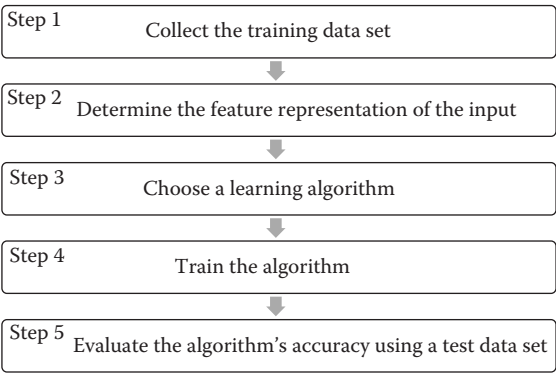 Step 1
Collect the training data set
Step 2
Determine the feature representation of the input
Step 3
Choose a learning algorithm
Step 4
Train the algorithm
Step 5
Evaluate the algorithm’s accuracy using a test data set